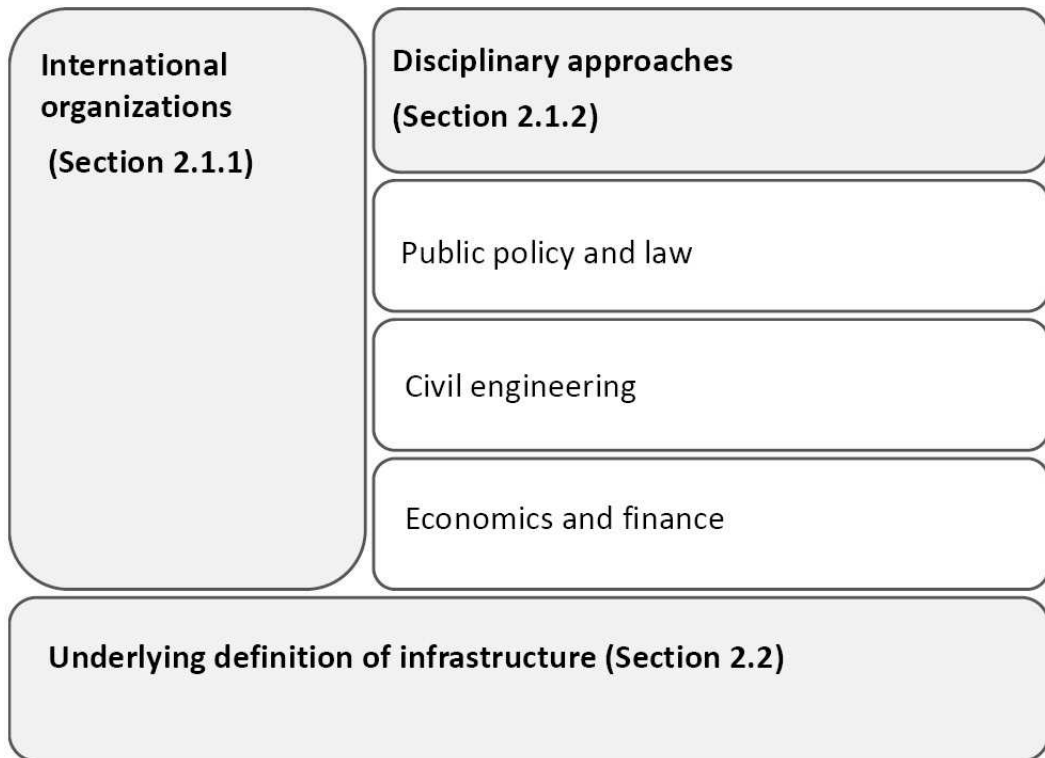 International
organizations
(Section 2.1.1)
Disciplinary approaches
(Section 2.1.2)
Public policy and law
Civil engineering
Economics and finance
Underlying definition of infrastructure (Section 2.2)